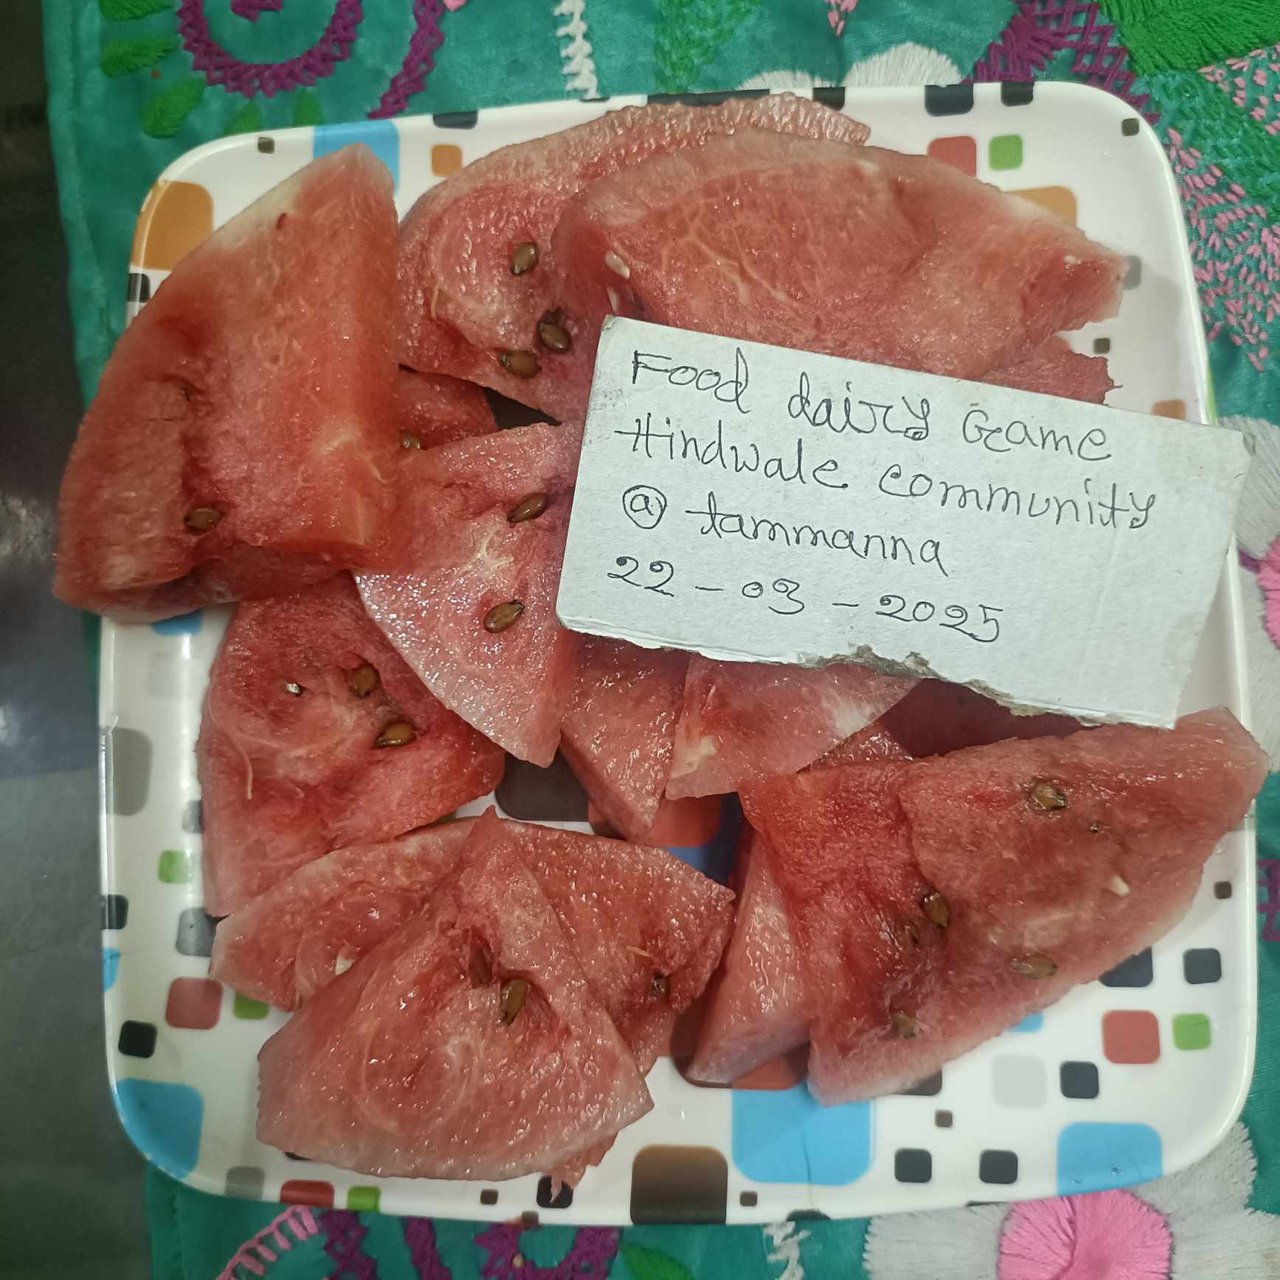 Food dairy Game
Hindwale community
@ tammanna
22-03-2025